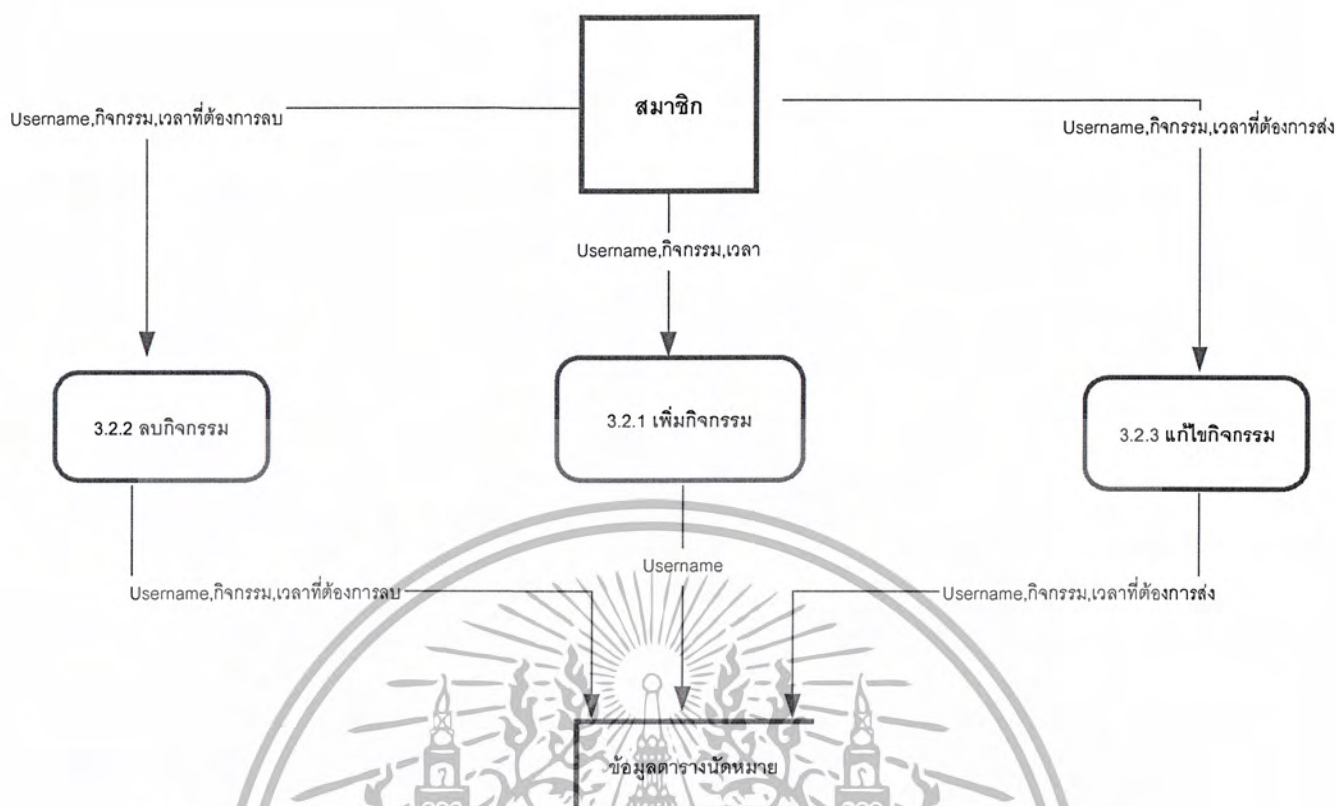 สมาชิก
Username,กิจกรรม,เวลาที่ต้องการลบ
Username,กิจกรรม,เวลาที่ต้องการส่ง
Username,กิจกรรม,เวลา
3.2.2 ลบกิจกรรม
3.2.1 เพิ่มกิจกรรม
3.2.3 แก้ไขกิจกรรม
Username
Username,กิจกรรม,เวลาที่ต้องการลบ
Username,กิจกรรม,เวลาที่ต้องการส่ง
ข้อมูลตารางนัดหมาย